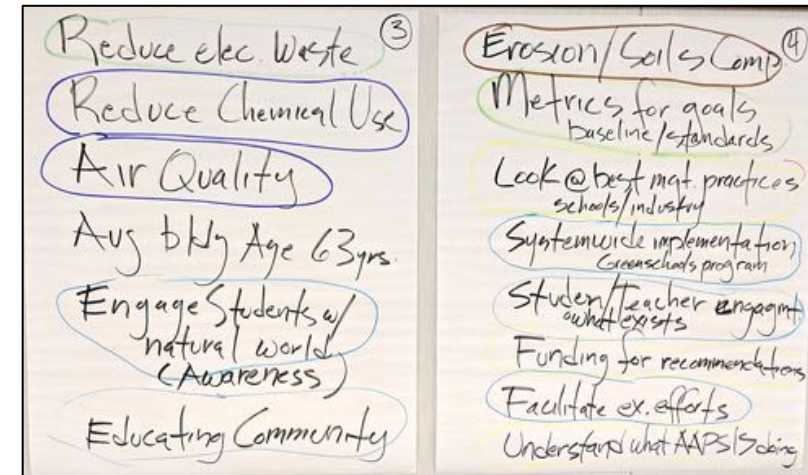 ③
Reduce elec. Waste
Reduce Chemical Use
Air Quality
Avg bldg Age 63yrs.
Engage Students w/
natural world
(Awareness)
Educating Community
④
Erosion/Soils Comp.
Metrics for goals
baseline/standards
Look @ best mgt. practices
schools/industry
Systemwide implementation
Greenschools program
Student/Teacher engagmt.
what exists
Funding for recommendations
Facilitate ex. efforts
Understand what AAPS IS doing